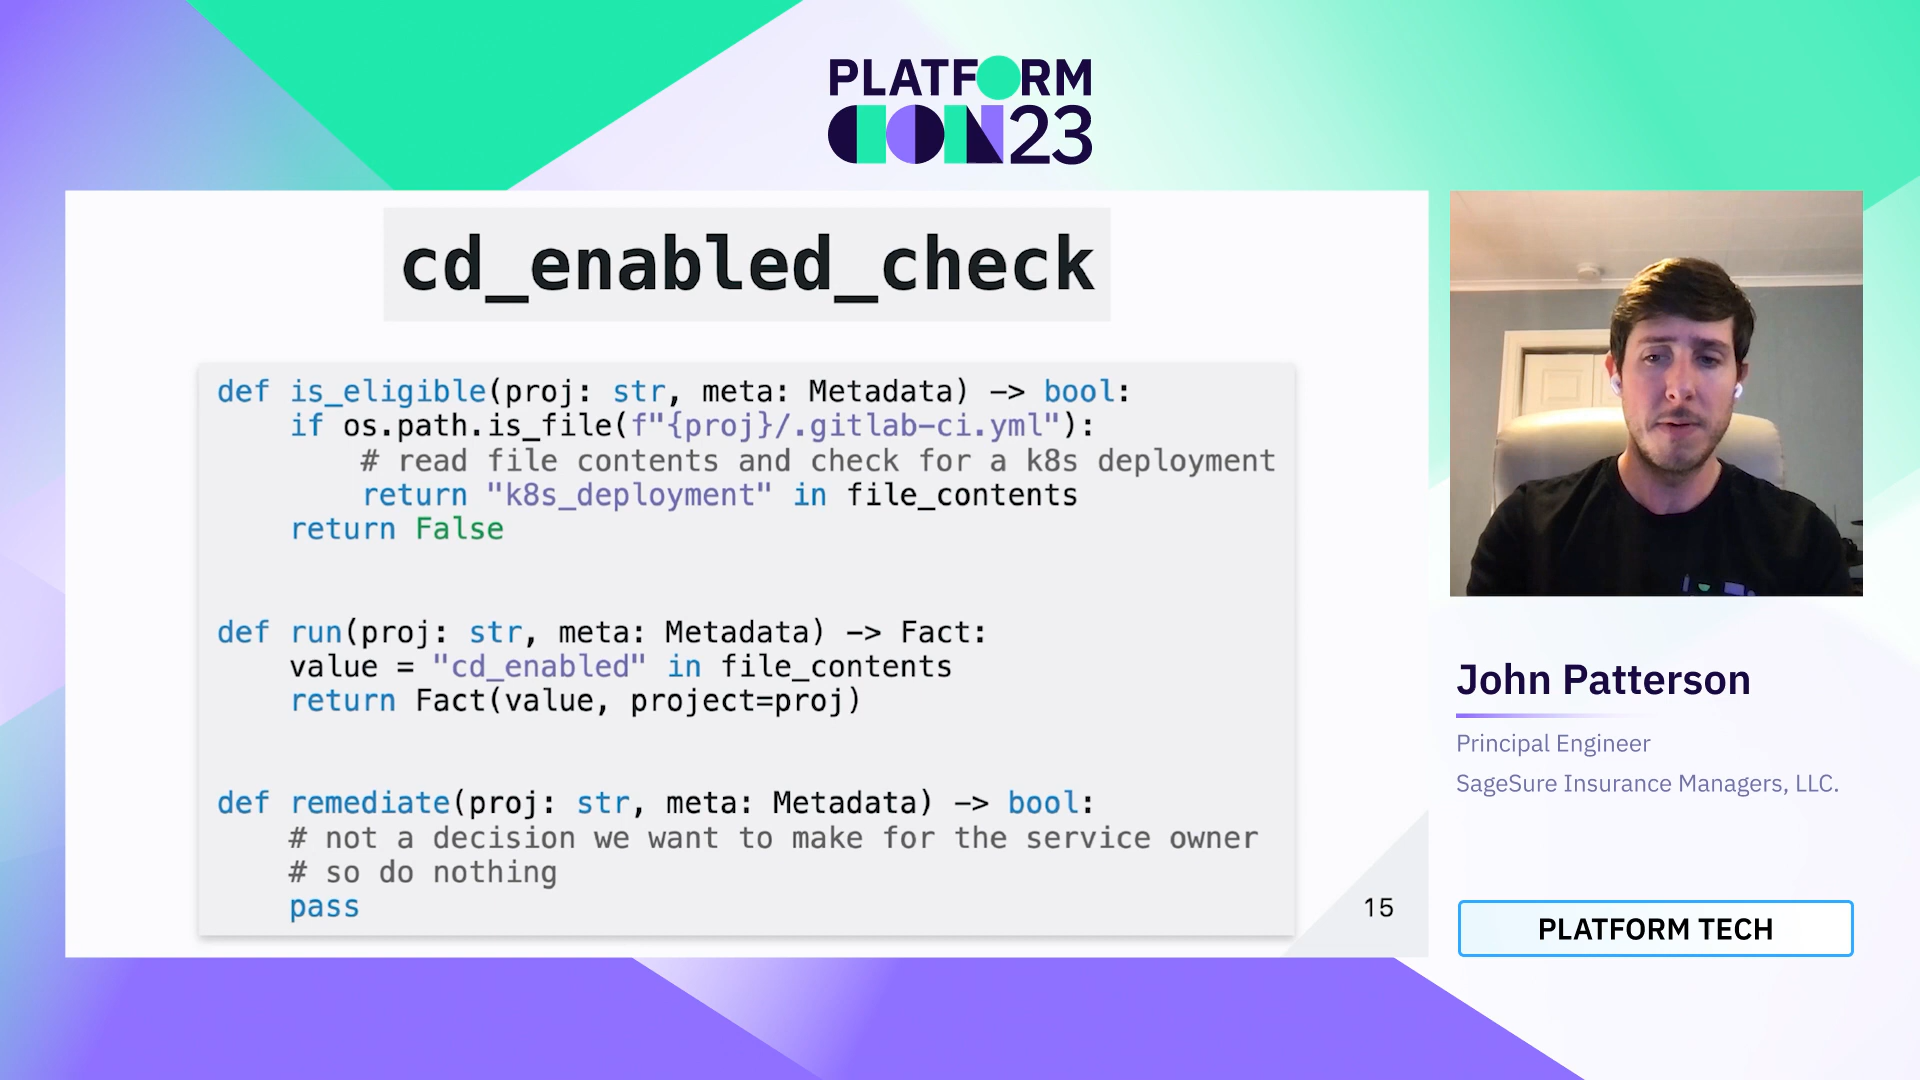 PLATFORM
CON23
cd_enabled_check
def is_eligible(proj: str, meta: Metadata) -> bool:
    if os.path.is_file(f"{proj}/.gitlab-ci.yml"):
        # read file contents and check for a k8s deployment
        return "k8s_deployment" in file_contents
    return False
def run(proj: str, meta: Metadata) -> Fact:
    value = "cd_enabled" in file_contents
    return Fact(value, project=proj)
def remediate(proj: str, meta: Metadata) -> bool:
    # not a decision we want to make for the service owner
    # so do nothing
    pass
15
John Patterson
Principal Engineer
SageSure Insurance Managers, LLC.
PLATFORM TECH